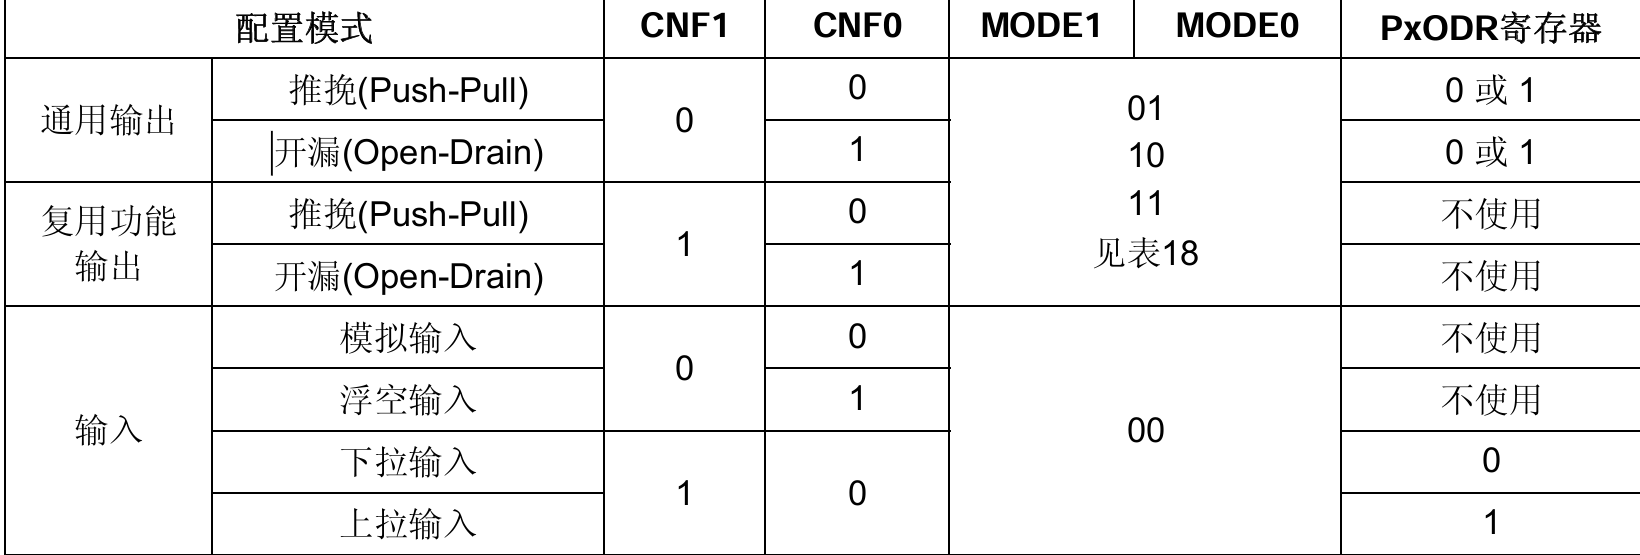 配置模式 CNF1 CNF0 MODE1 MODE0 PxODR寄存器
通用输出 推挽(Push-Pull) 0 0 01 0 或 1
开漏(Open-Drain) 1 10 0 或 1
复用功能 推挽(Push-Pull) 1 0 11 不使用
输出 开漏(Open-Drain) 1 见表18 不使用
输入 模拟输入 0 0 00 不使用
浮空输入 1 不使用
下拉输入 1 0 0
上拉输入 1